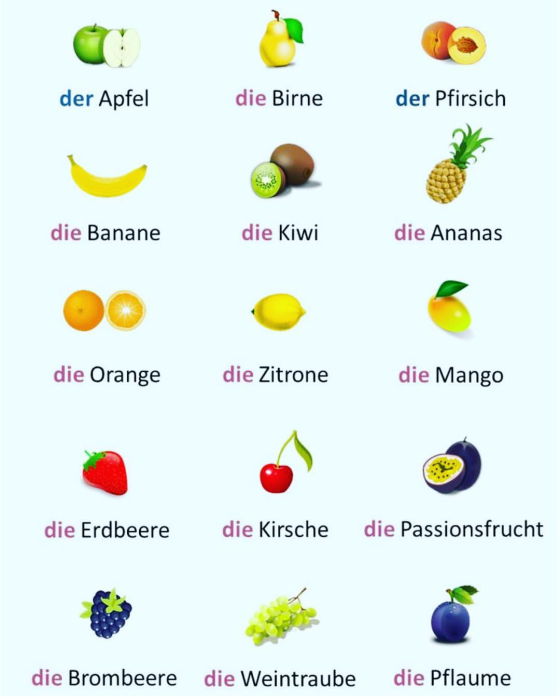 der Apfel
die Birne
der Pfirsich
die Banane
die Kiwi
die Ananas
die Orange
die Zitrone
die Mango
die Erdbeere
die Kirsche
die Passionsfrucht
die Brombeere
die Weintraube
die Pflaume